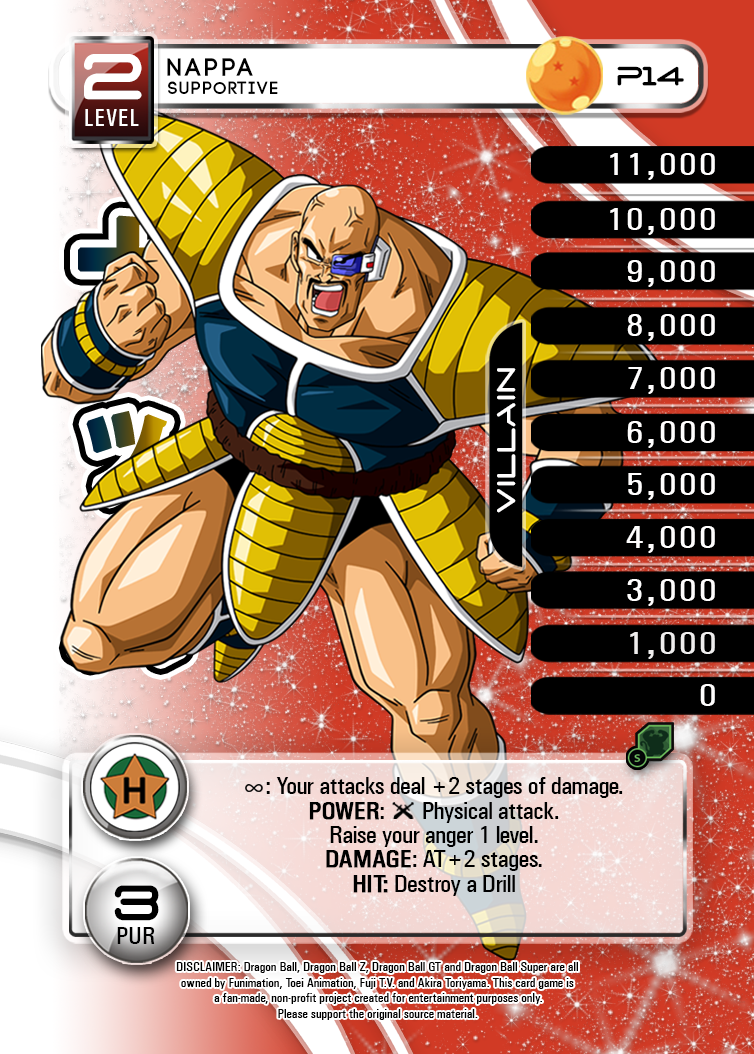 2
LEVEL
NAPPA
SUPPORTIVE
P14
11,000
10,000
9,000
8,000
7,000
6,000
5,000
4,000
3,000
1,000
0
VILLAIN
S
H
3
PUR
∞: Your attacks deal +2 stages of damage.
POWER: Physical attack.
Raise your anger 1 level.
DAMAGE: AT+2 stages.
HIT: Destroy a Drill
DISCLAIMER: Dragon Ball, Dragon Ball Z, Dragon Ball GT and Dragon Ball Super are all
owned by Funimation, Toei Animation, Fuji T.V. and Akira Toriyama. This card game is
a fan-made, non-profit project created for entertainment purposes only.
Please support the original source material.